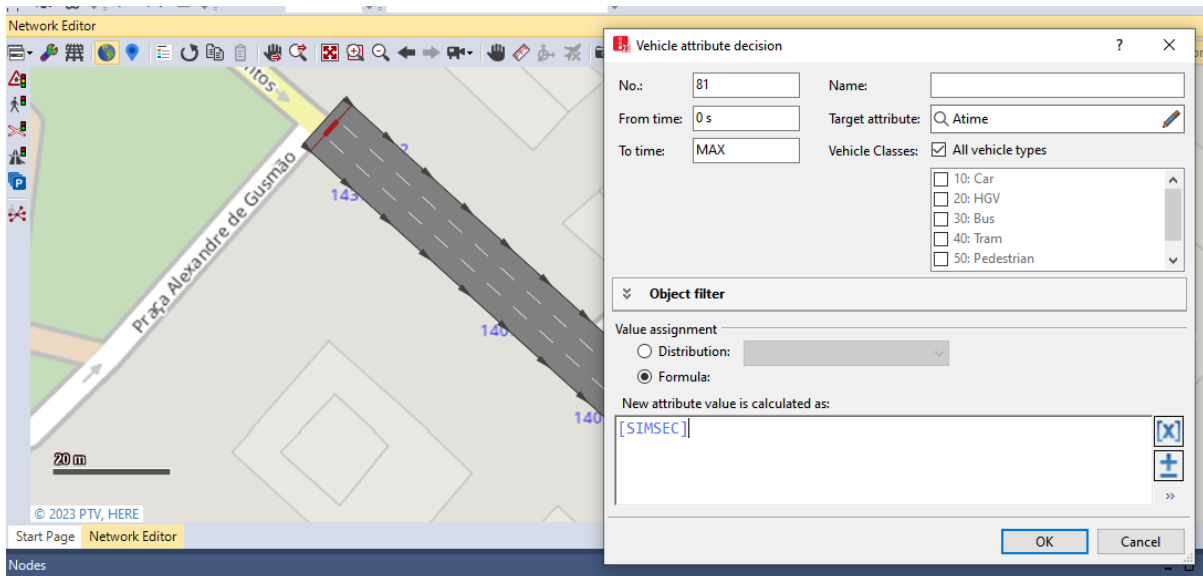 Network Editor
ntos
Praça Alexandre de Gusmão
2
143
140
140
20 m
© 2023 PTV, HERE
Start Page
Network Editor
Nodes
Vehicle attribute decision
?
No.:
81
Name:
From time:
0 s
Target attribute:
Atime
To time:
MAX
Vehicle Classes:
All vehicle types
10: Car
20: HGV
30: Bus
40: Tram
50: Pedestrian
Object filter
Value assignment
Distribution:
Formula:
New attribute value is calculated as:
[SIMSEC]
[x]
»
OK
Cancel